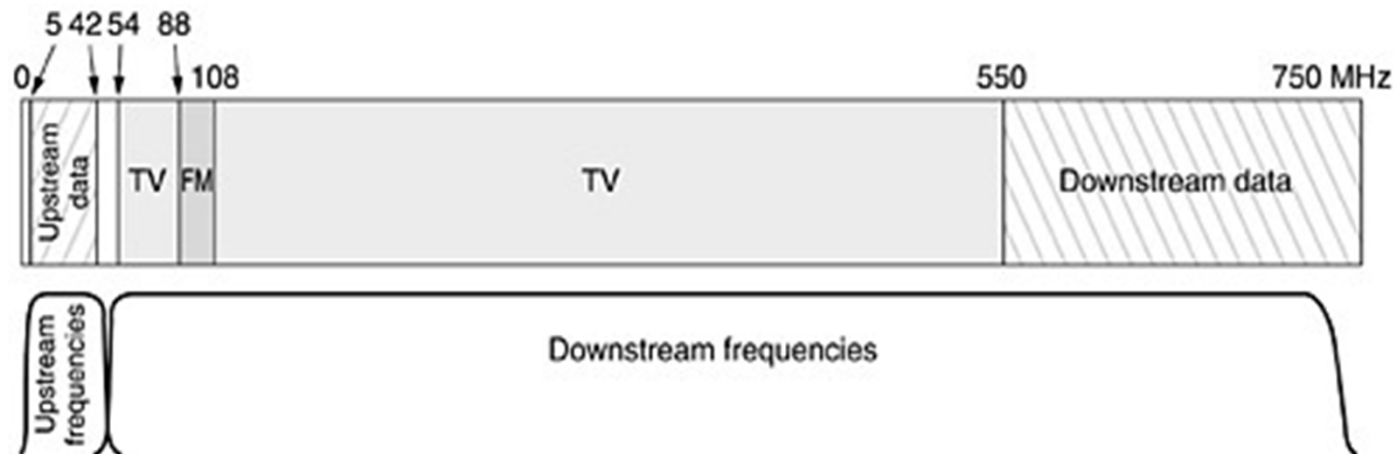 5 42 54 88
0 108 550 750 MHz
Upstream
data
TV FM TV Downstream data
Upstream
frequencies
Downstream frequencies